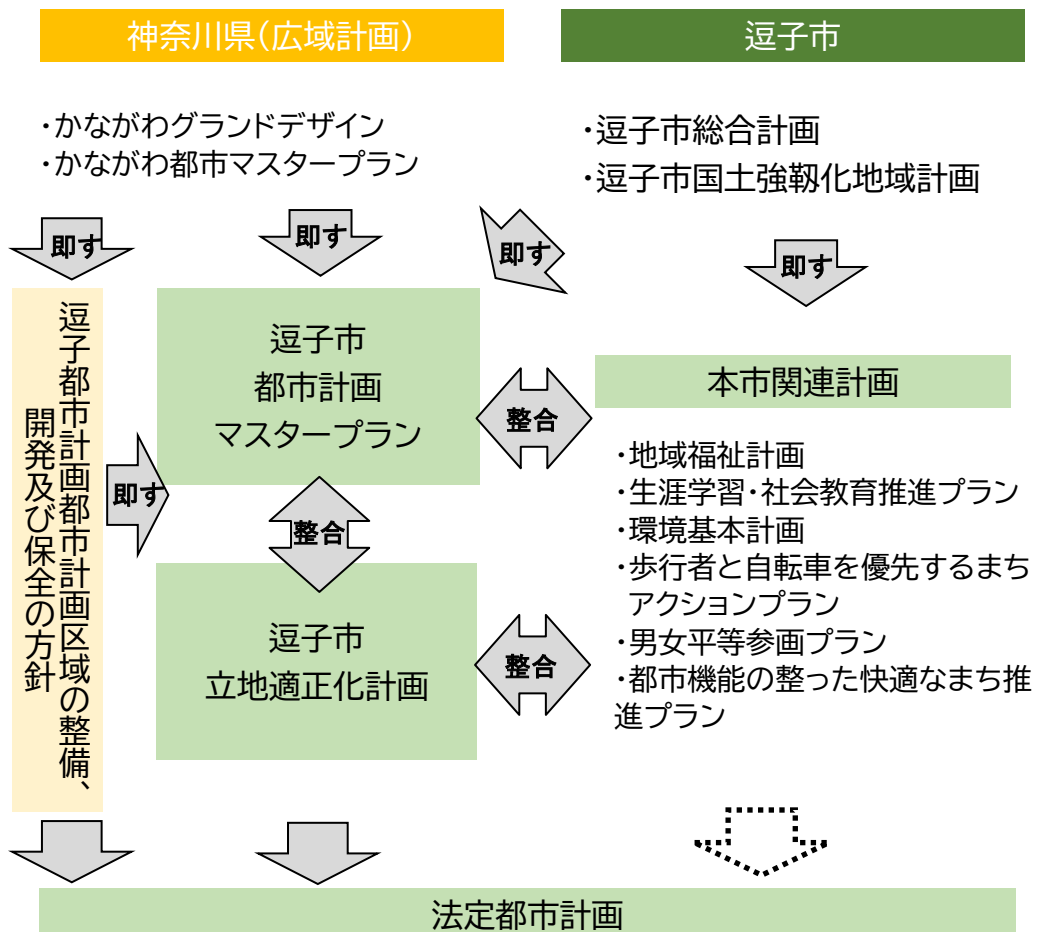 神奈川県(広域計画)
逗子市
・かながわグランドデザイン
・かながわ都市マスタープラン
・逗子市総合計画
・逗子市国土強靱化地域計画
即す
即す
即す
即す
逗子都市計画都市計画区域の整備、
開発及び保全の方針
即す
逗子市
都市計画
マスタープラン
整合
本市関連計画
・地域福祉計画
・生涯学習・社会教育推進プラン
・環境基本計画
・歩行者と自転車を優先するまち
アクションプラン
・男女平等参画プラン
・都市機能の整った快適なまち推
進プラン
整合
逗子市
立地適正化計画
整合
法定都市計画